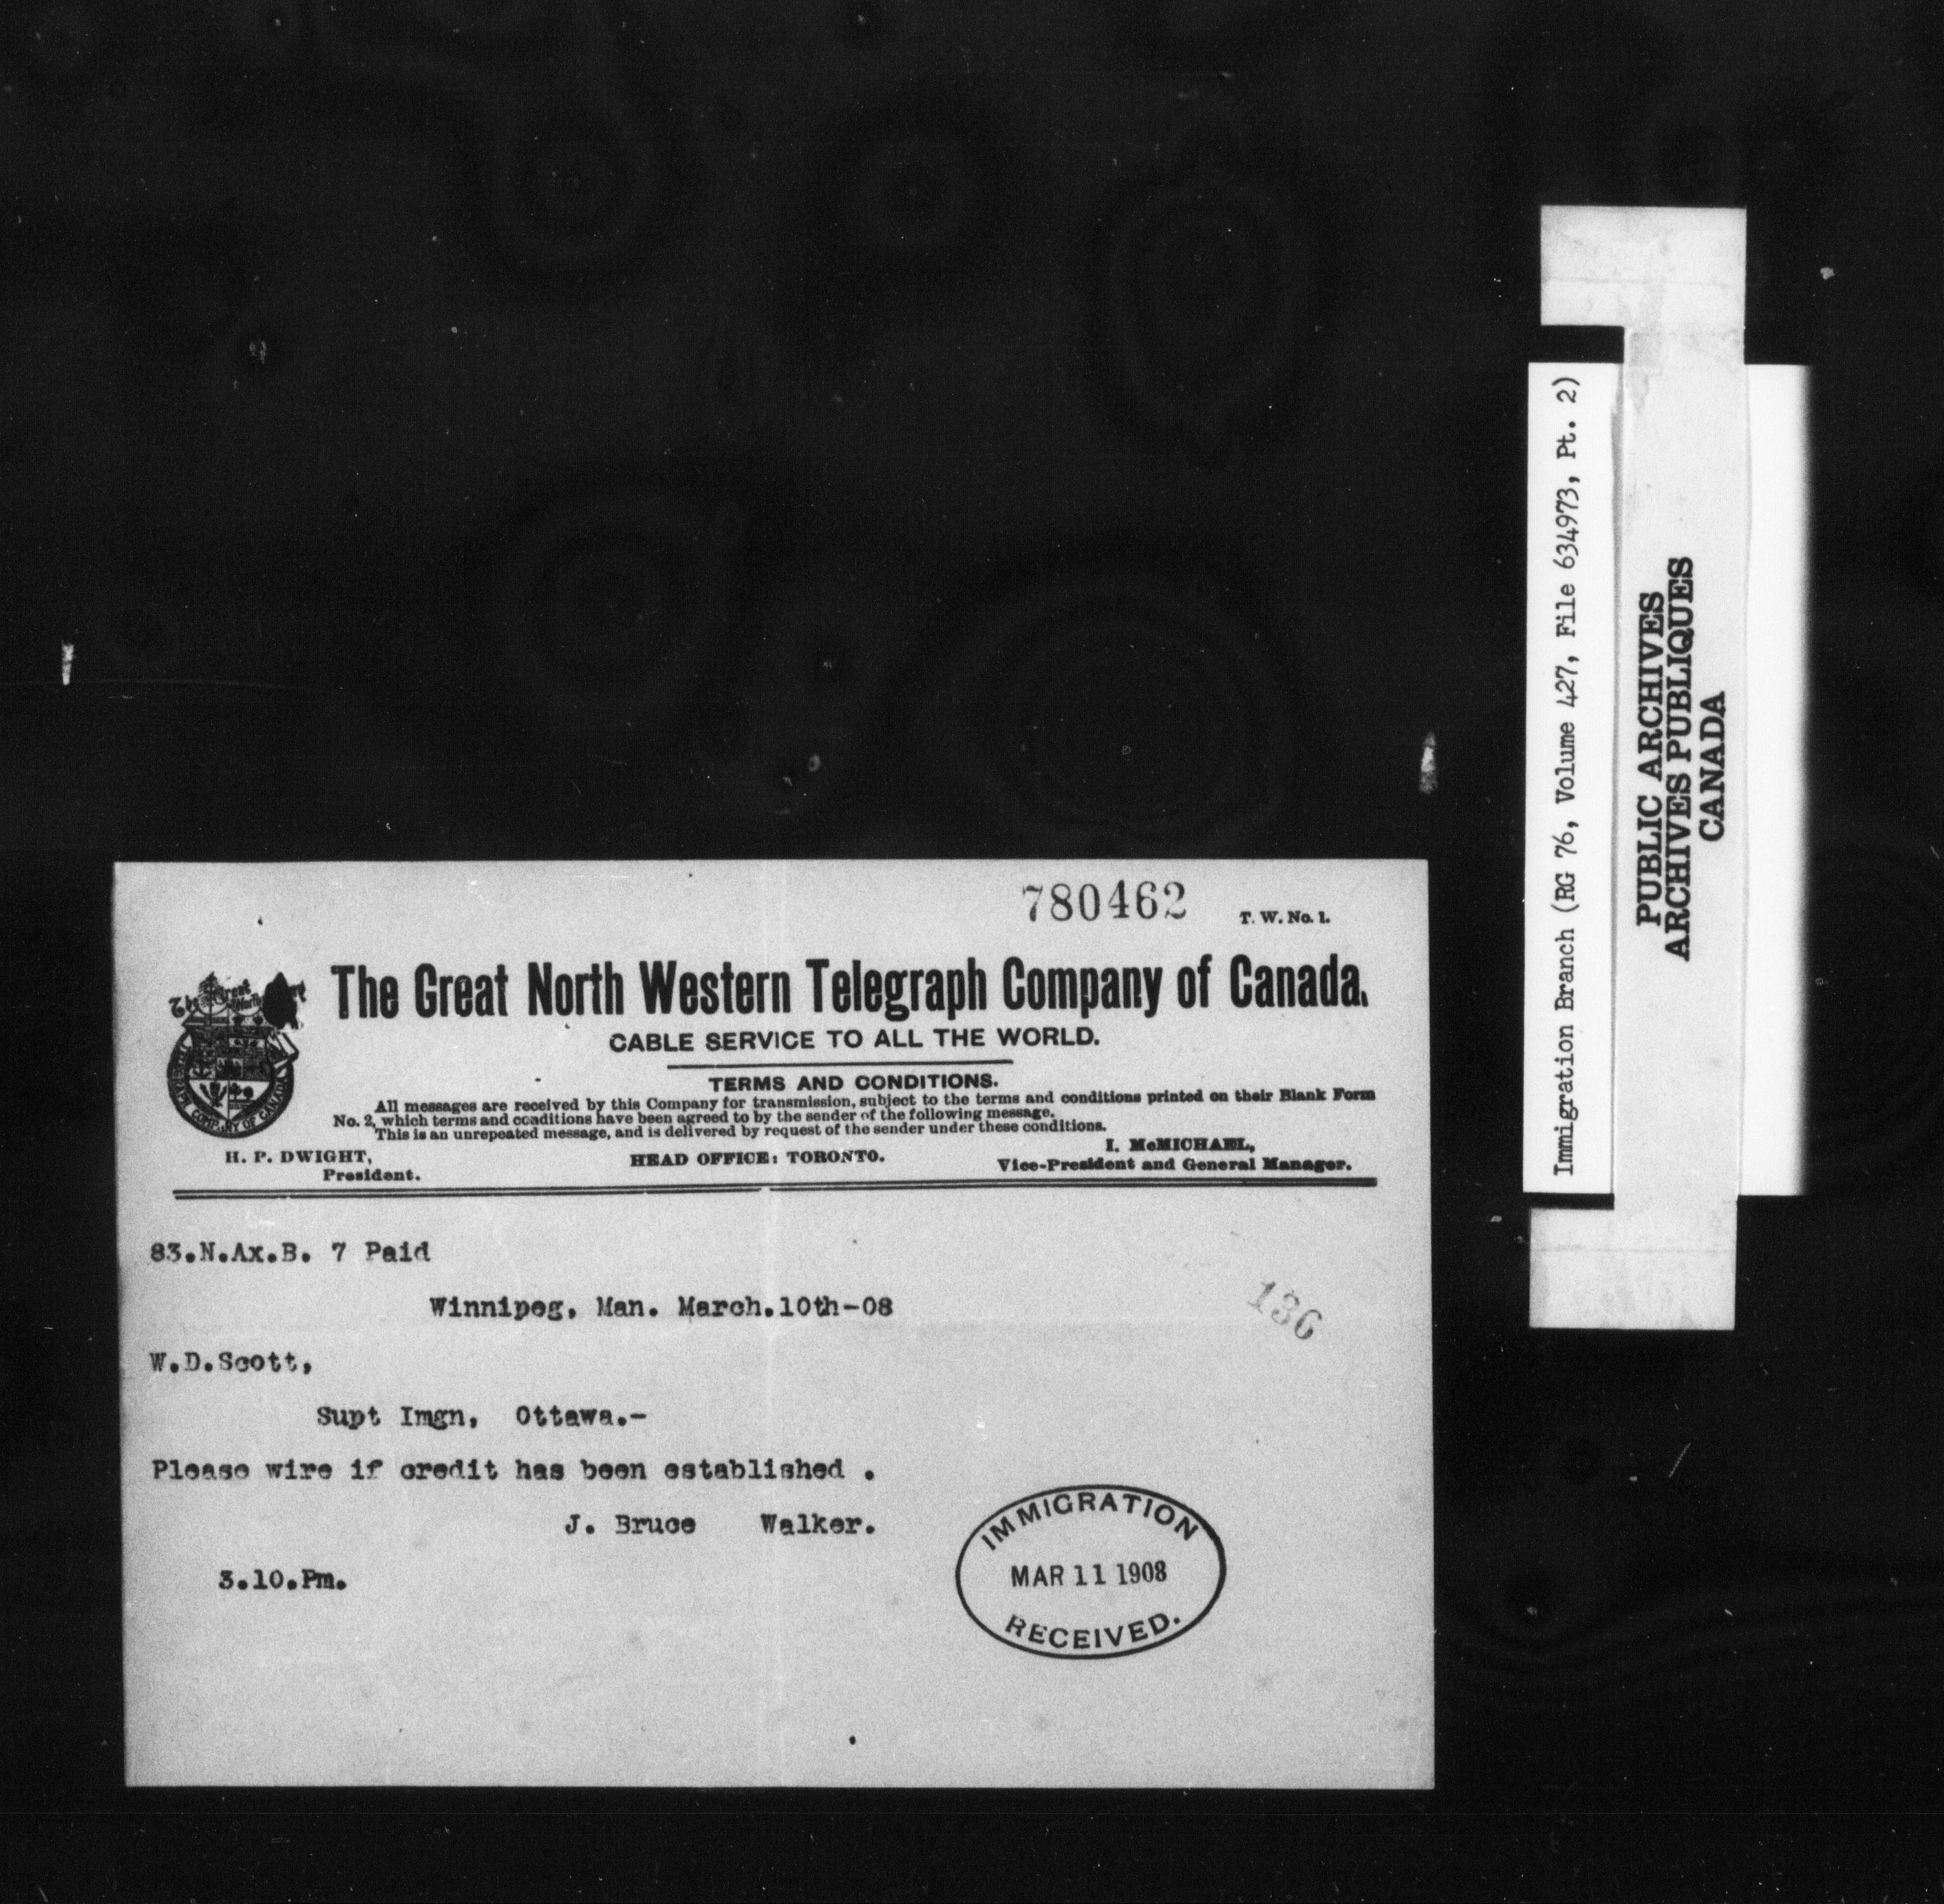 780462
T. W. No. 1.
The Great North Western Telegraph Company of Canada.
CABLE SERVICE TO ALL THE WORLD.
TERMS AND CONDITIONS.
All messages are received by this Company for transmission, subject to the terms and conditions printed on their Blank Form
No. 2, which terms and conditions have been agreed to by the sender of the following message.
This is an unrepeated message, and is delivered by request of the sender under these conditions.
H. P. DWIGHT,
President.
HEAD OFFICE: TORONTO.
I. McMICHAEL,
Vice-President and General Manager.
83.N.Ax.B. 7 Paid
Winnipeg, Man. March.10th-08
136
W.D.Scott,
Supt Imgn, Ottawa.-
Please wire if credit has been established .
J. Bruce Walker.
3.10.Pm.
IMMIGRATION
MAR 11 1908
RECEIVED.
Immigration Branch (RG 76, Volume 427, File 634973, Pt. 2)
PUBLIC ARCHIVES
ARCHIVES PUBLIQUES
CANADA